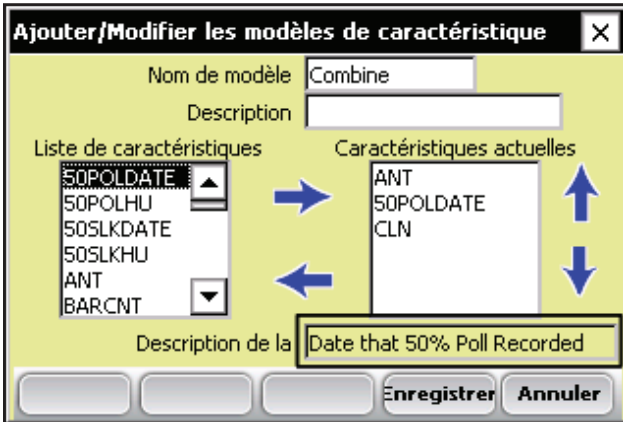 Ajouter/Modifier les modèles de caractéristique
Nom de modèle Combine
Description
Liste de caractéristiques
50POLDATE
50POLHU
50SLKDATE
50SLKHU
ANT
BARCNT
Caractéristiques actuelles
ANT
50POLDATE
CLN
Description de la Date that 50% Poll Recorded
Enregistrer Annuler